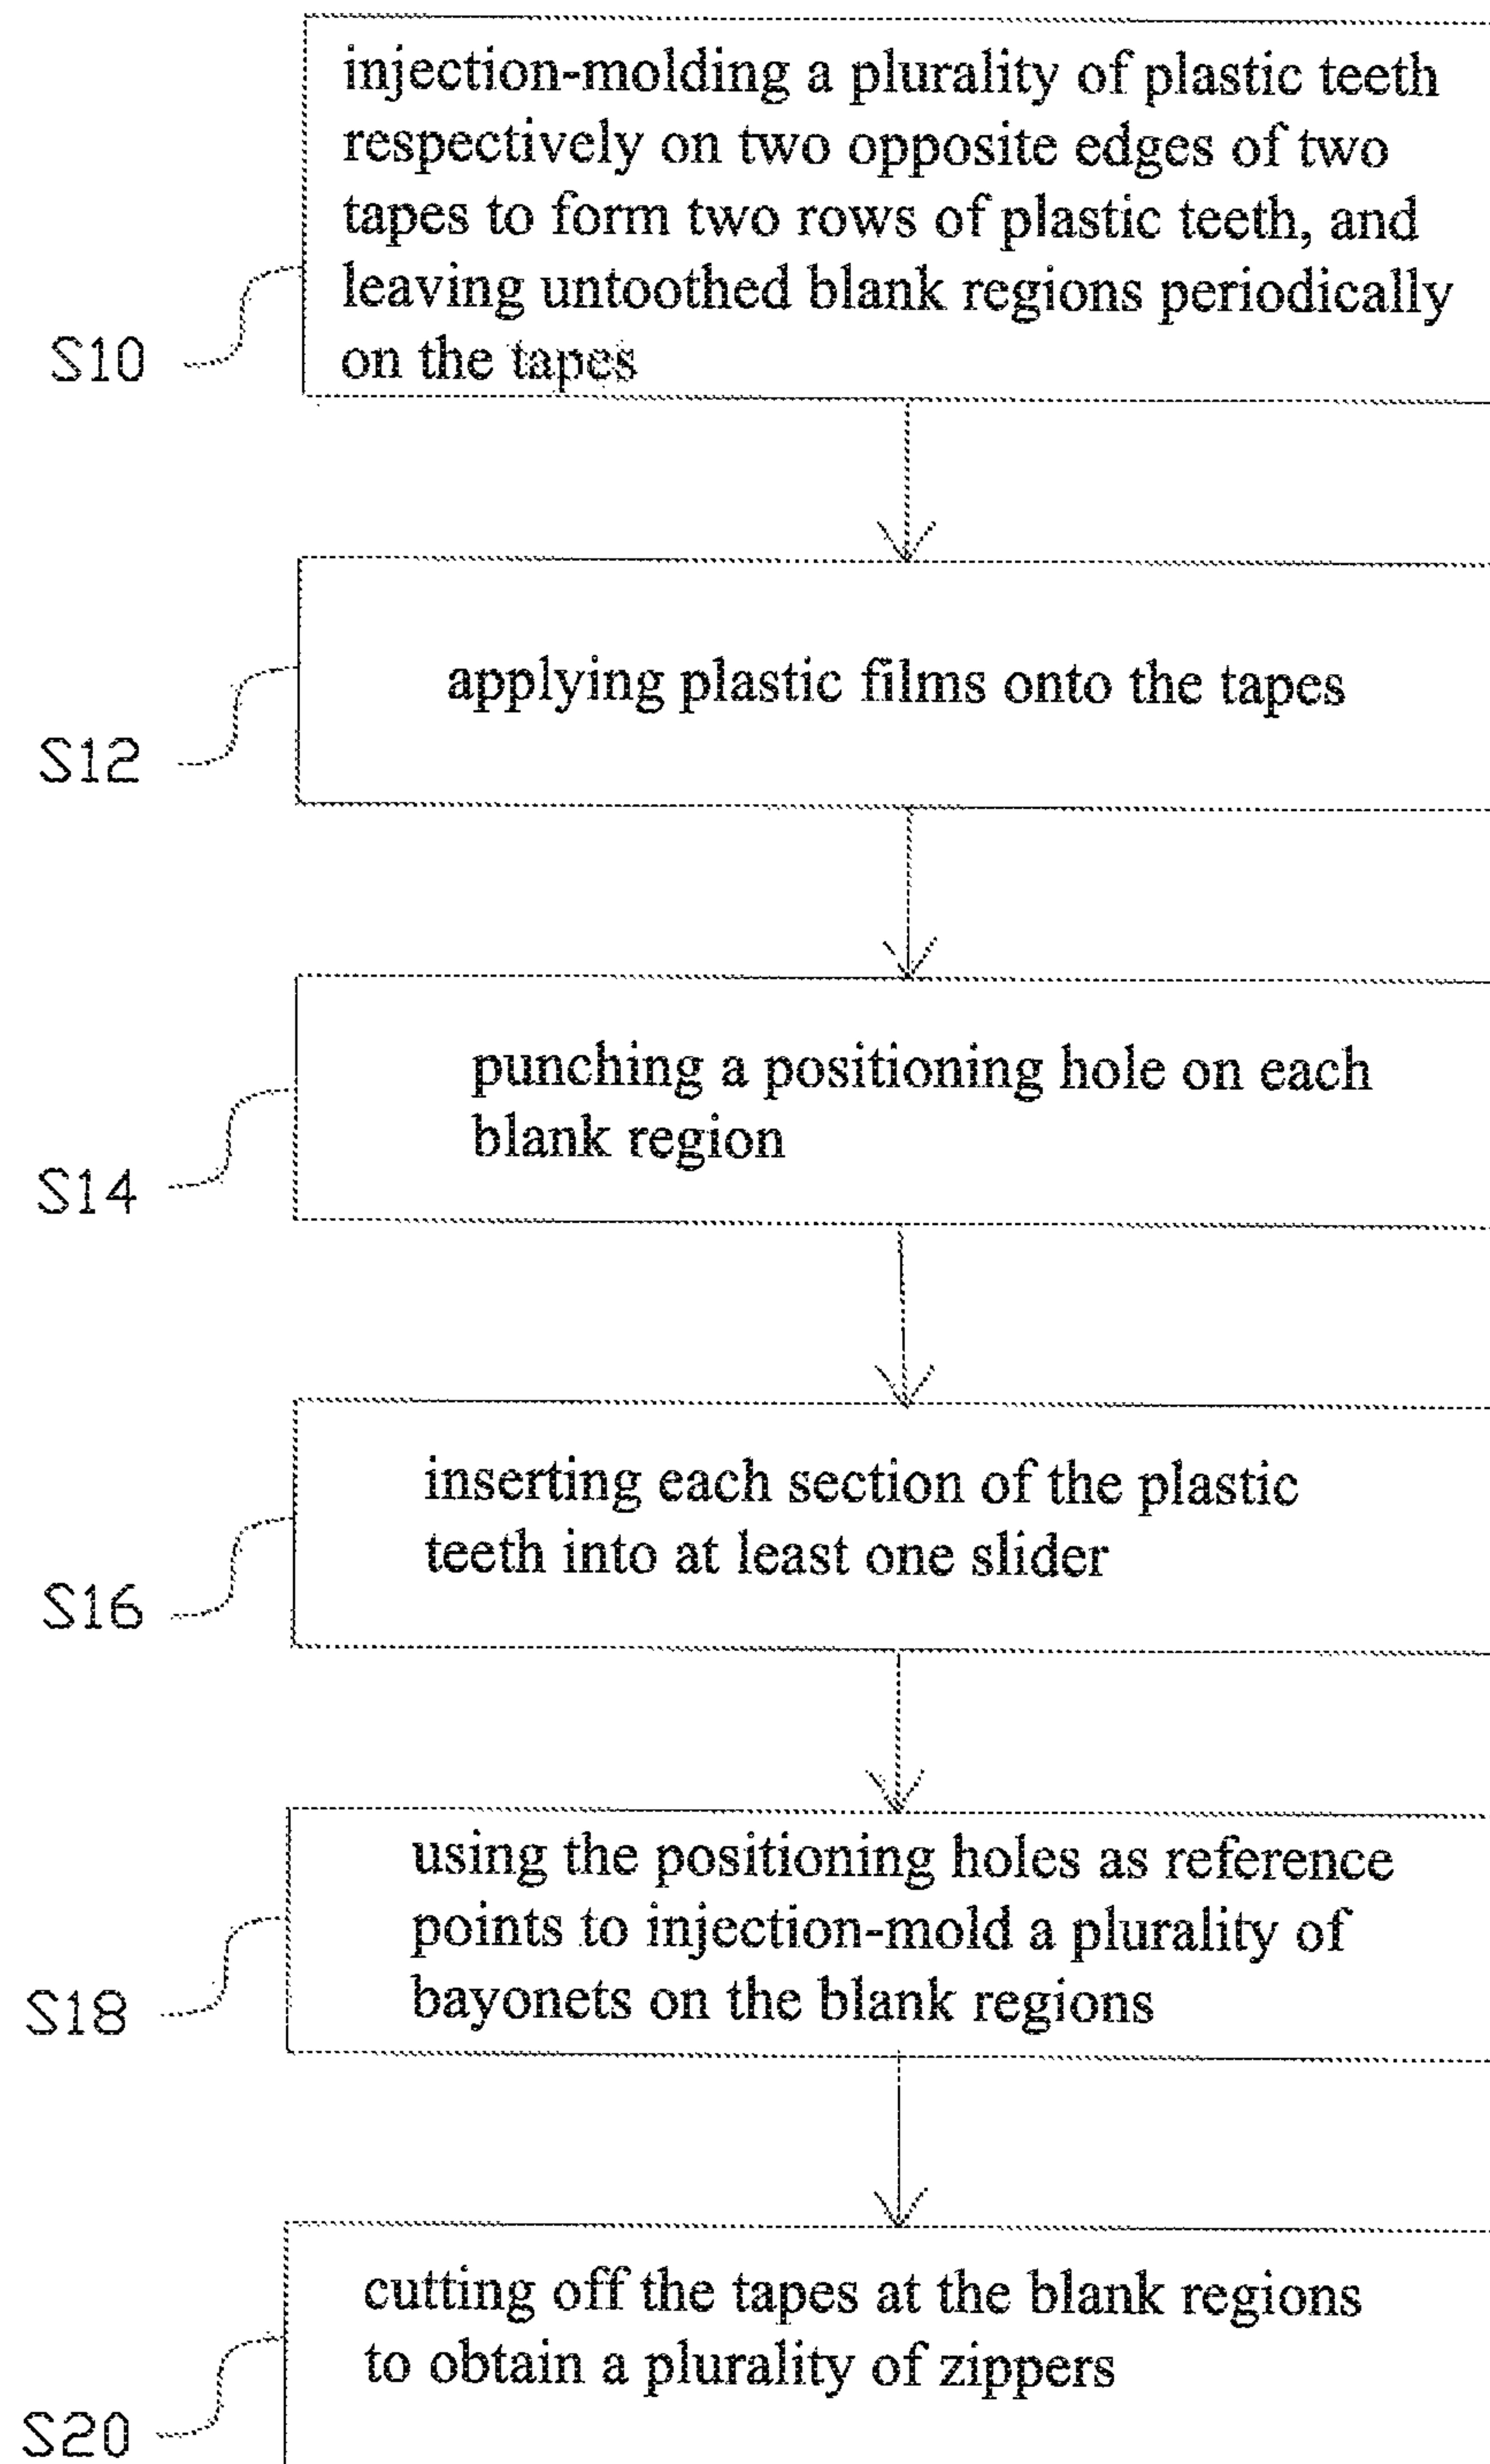 injection-molding a plurality of plastic teeth
respectively on two opposite edges of two
tapes to form two rows of plastic teeth, and
leaving untoothed blank regions periodically
on the tapes
S10
applying plastic films onto the tapes
S12
punching a positioning hole on each
blank region
S14
inserting each section of the plastic
teeth into at least one slider
S16
using the positioning holes as reference
points to injection-mold a plurality of
bayonets on the blank regions
S18
cutting off the tapes at the blank regions
to obtain a plurality of zippers
S20